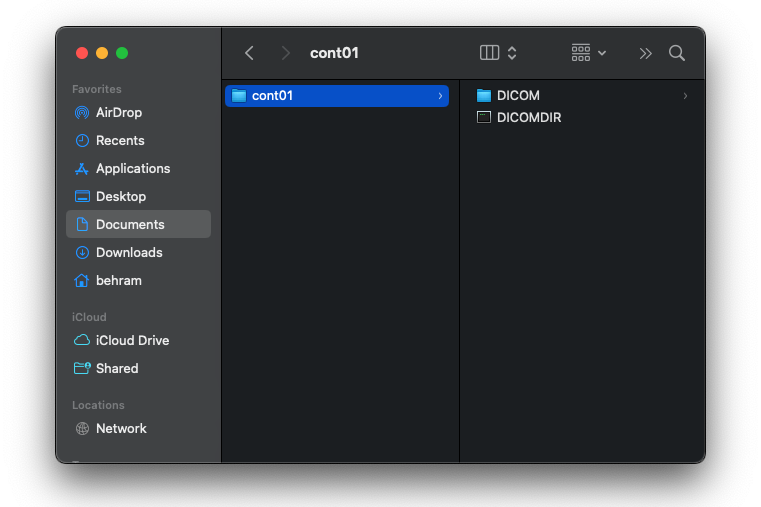 cont01
Favorites
AirDrop
Recents
Applications
Desktop
Documents
Downloads
behram
iCloud
iCloud Drive
Shared
Locations
Network
cont01
DICOM
DICOMDIR